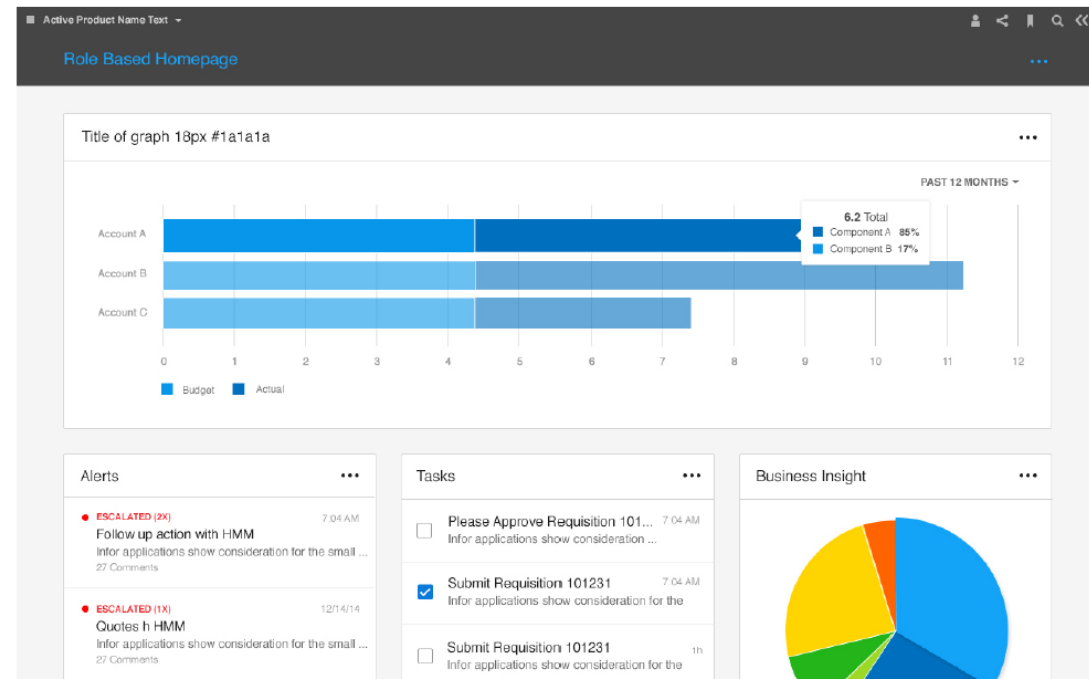 Active Product Name Text
Role Based Homepage
Title of graph 18px #1a1a1a
PAST 12 MONTHS
Account A
Account B
Account C
6.2 Total
Component A 85%
Component B 17%
0 1 2 3 4 5 6 7 8 9 10 11 12
Budget Actual
Alerts
ESCALATED (2X) 7:04 AM
Follow up action with HMM
Infor applications show consideration for the small ...
27 Comments
ESCALATED (1X) 12/14/14
Quotes h HMM
Infor applications show consideration for the small ...
27 Comments
Tasks
Please Approve Requisition 101... 7:04 AM
Infor applications show consideration ...
Submit Requisition 101231 7:04 AM
Infor applications show consideration for the
Submit Requisition 101231 1h
Infor applications show consideration for the
Business Insight